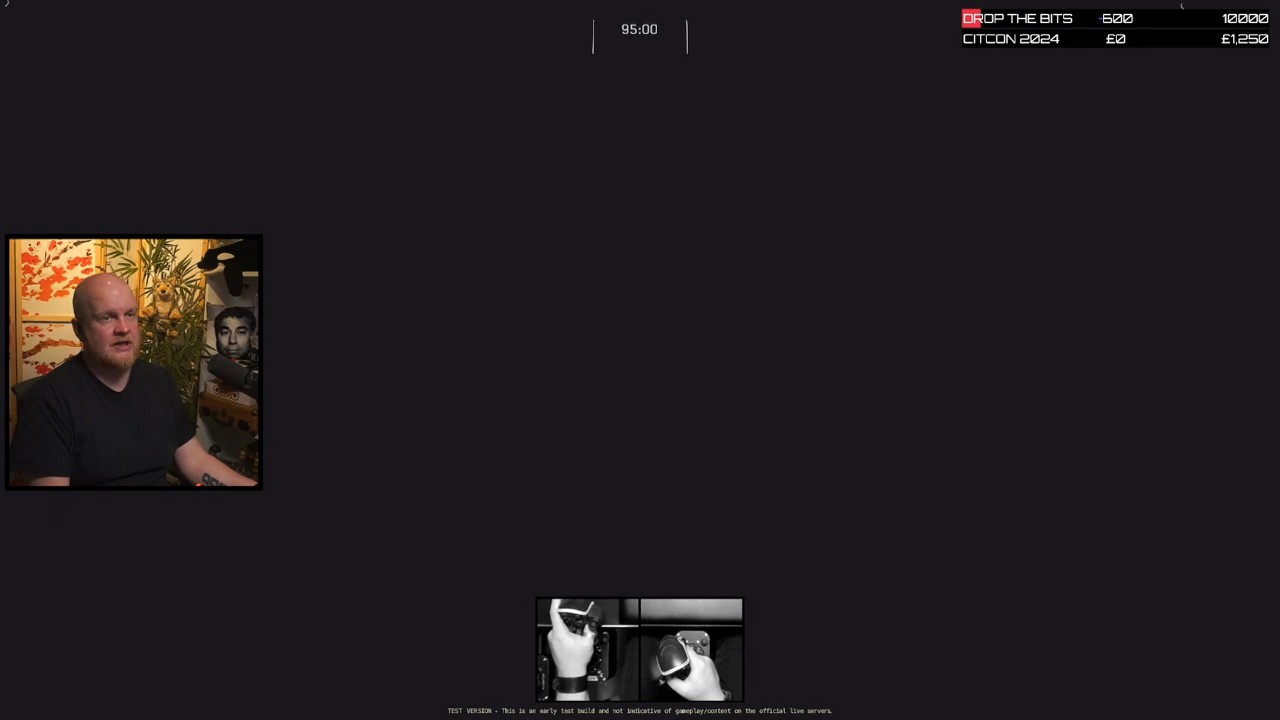 95:00
DROP THE BITS 600 10000
CITCON 2024 £0 £1,250
TEST VERSION - This is an early test build and not indicative of gameplay/content on the official live servers.